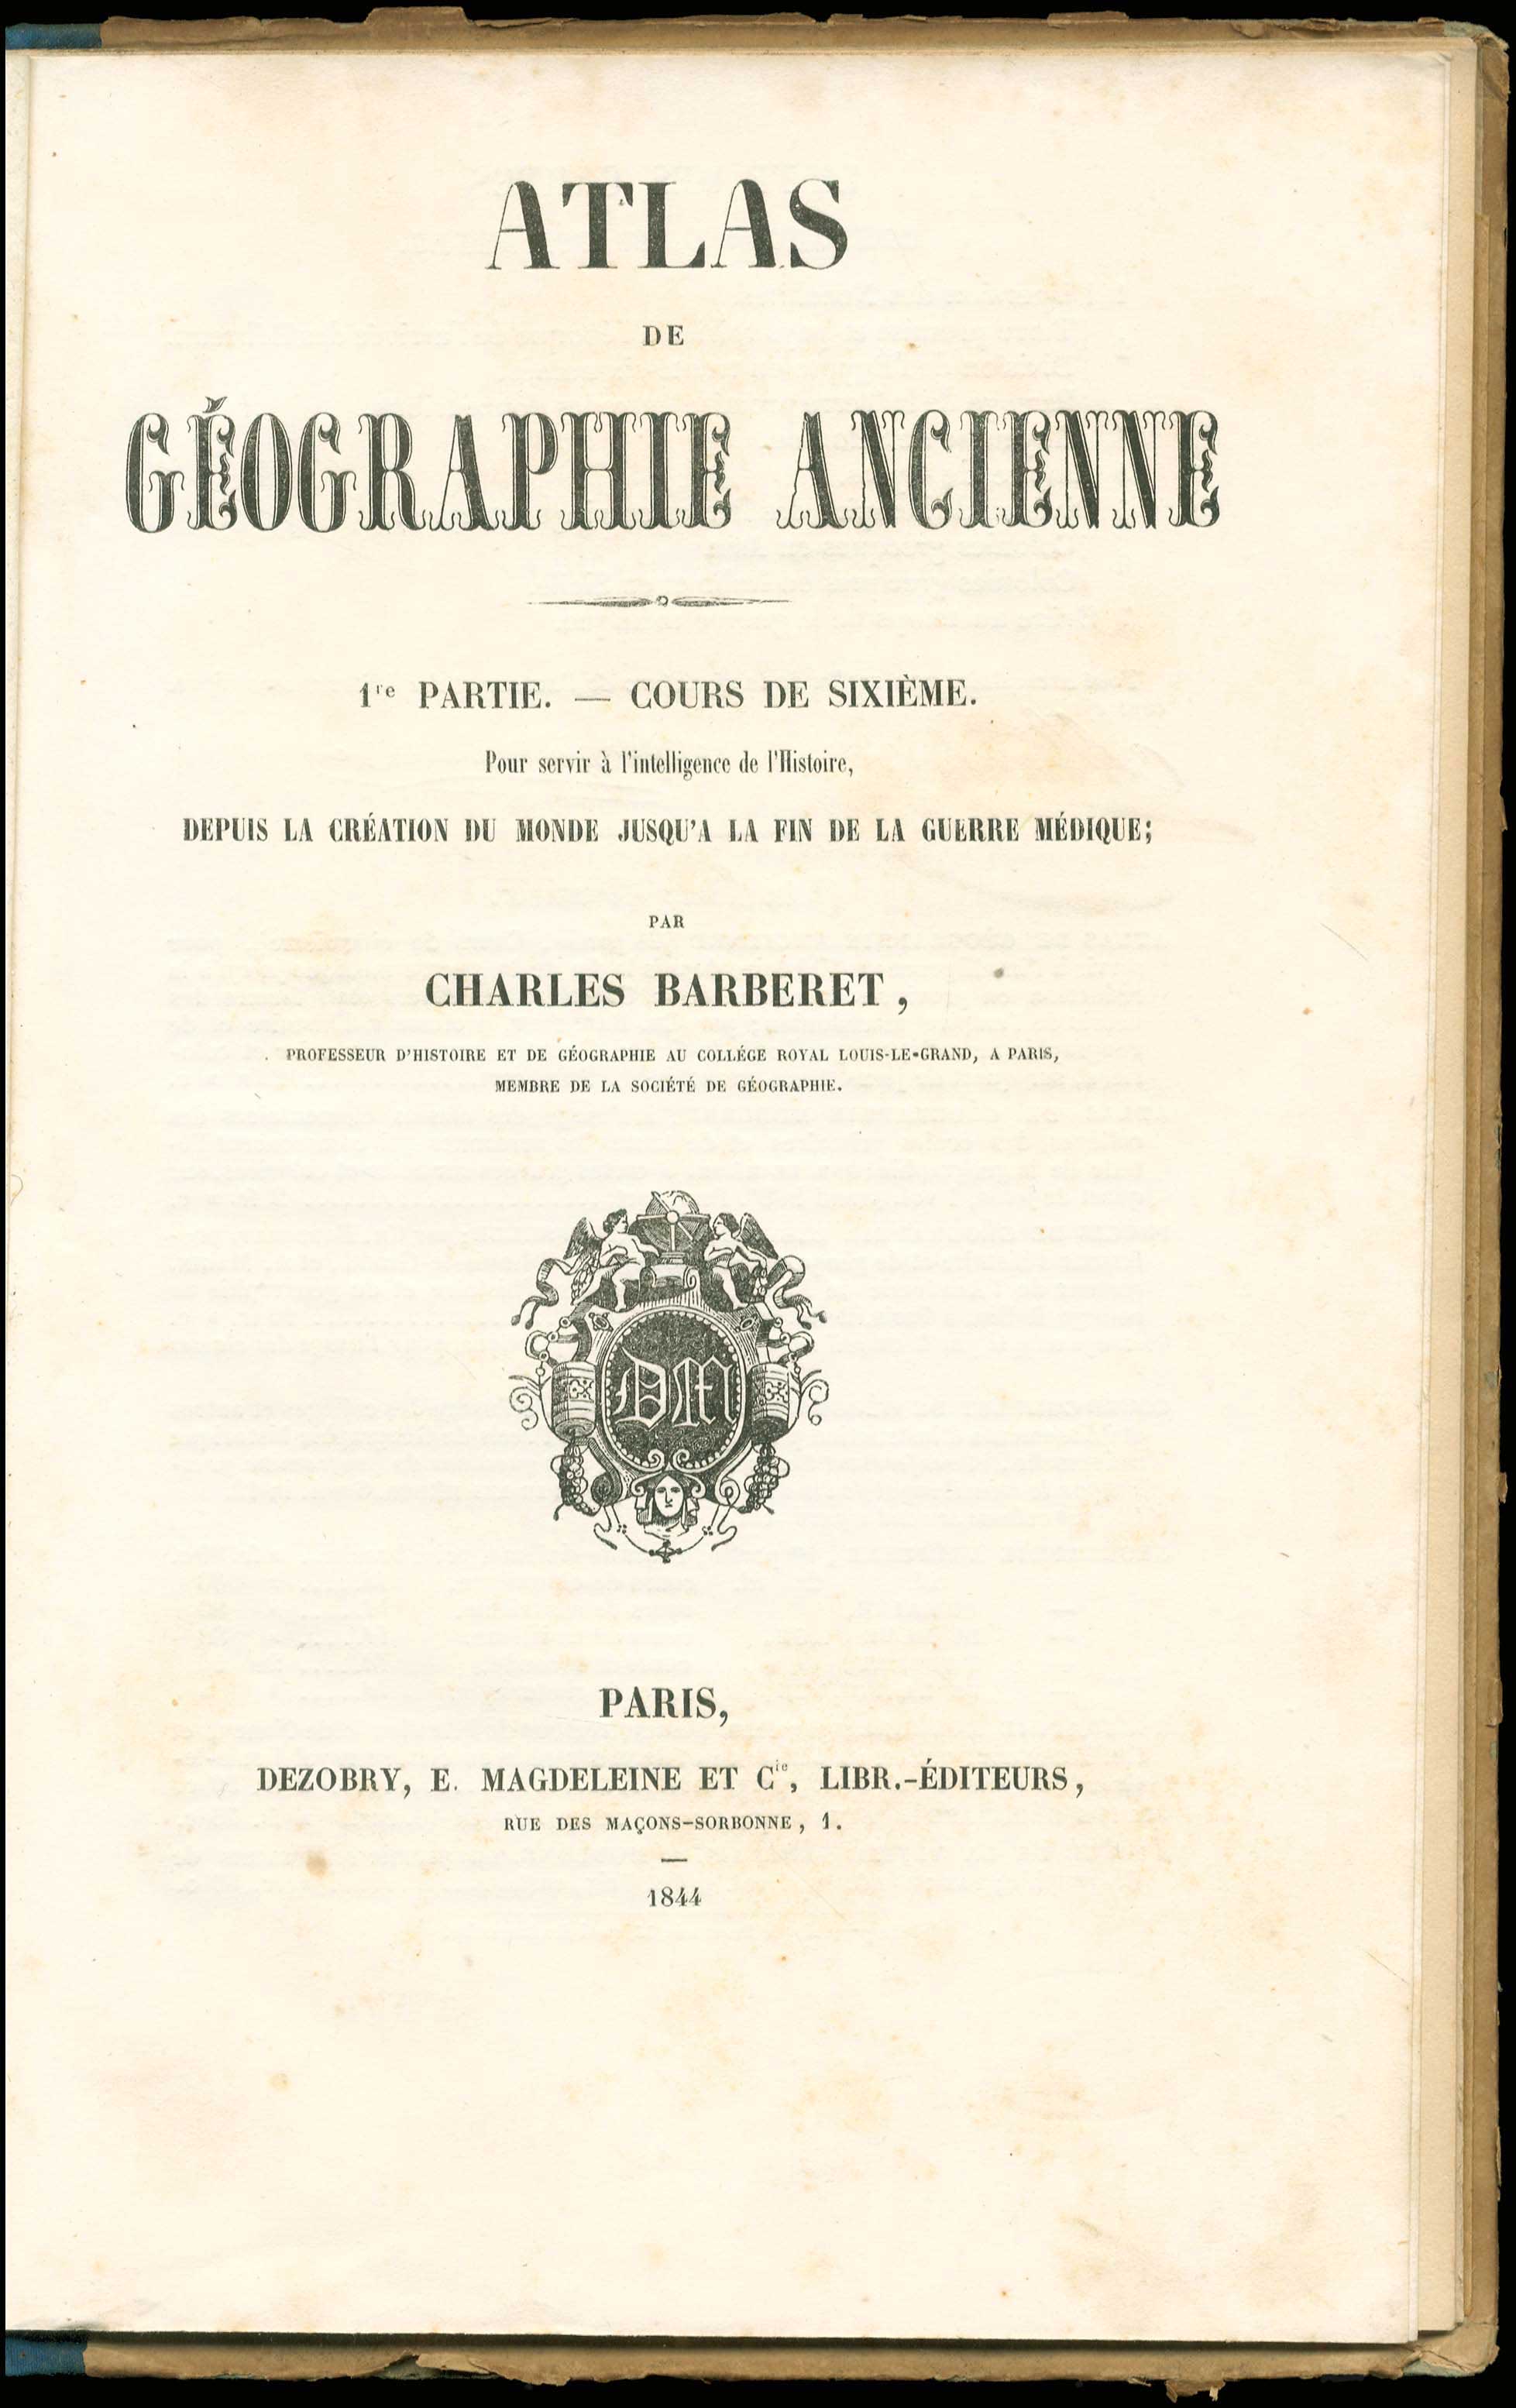 ATLAS
DE
GÉOGRAPHIE ANCIENNE
1re PARTIE. — COURS DE SIXIÈME.
Pour servir à l'intelligence de l'Histoire,
DEPUIS LA CRÉATION DU MONDE JUSQU'A LA FIN DE LA GUERRE MÉDIQUE;
PAR
CHARLES BARBERET,
PROFESSEUR D'HISTOIRE ET DE GÉOGRAPHIE AU COLLÉGE ROYAL LOUIS-LE-GRAND, A PARIS,
MEMBRE DE LA SOCIÉTÉ DE GÉOGRAPHIE.
DM
PARIS,
DEZOBRY, E. MAGDELEINE ET Cie, LIBR.-ÉDITEURS,
RUE DES MAÇONS-SORBONNE, 1.
1844